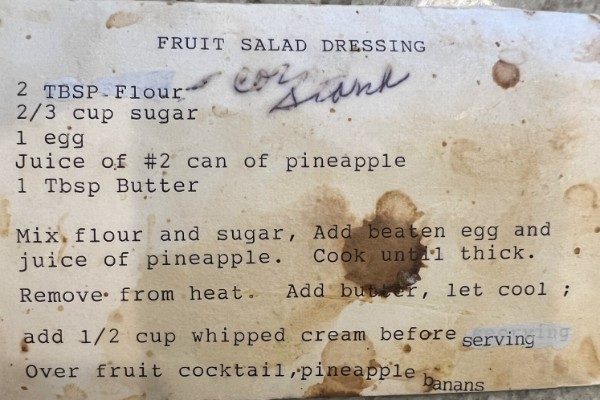 FRUIT SALAD DRESSING
2 TBSP Flour - cor starch
2/3 cup sugar
1 egg
Juice of #2 can of pineapple
1 Tbsp Butter
Mix flour and sugar, Add beaten egg and
juice of pineapple. Cook until thick.
Remove from heat. Add butter, let cool ;
add 1/2 cup whipped cream before serving
Over fruit cocktail,pineapple banans